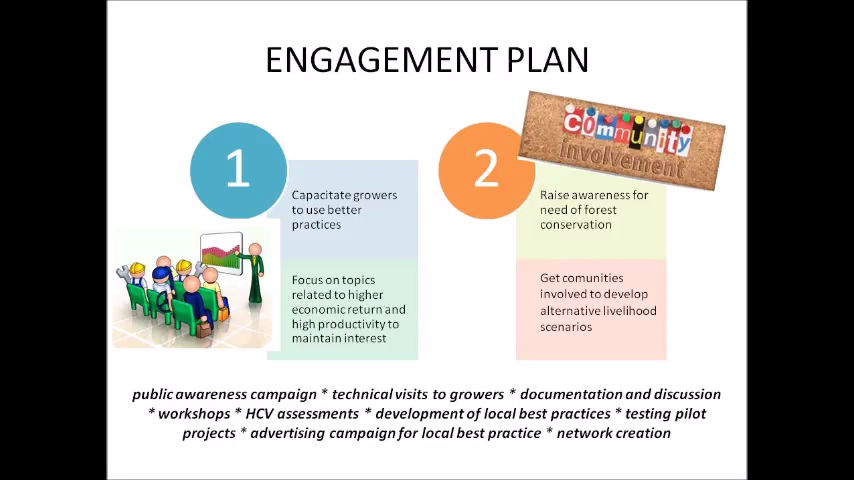 ENGAGEMENT PLAN
1
Capacitate growers
to use better
practices
Focus on topics
related to higher
economic return and
high productivity to
maintain interest
2
Community
involvement
Raise awareness for
need of forest
conservation
Get comunities
involved to develop
alternative livelihood
scenarios
public awareness campaign * technical visits to growers * documentation and discussion
* workshops * HCV assessments * development of local best practices * testing pilot
projects * advertising campaign for local best practice * network creation